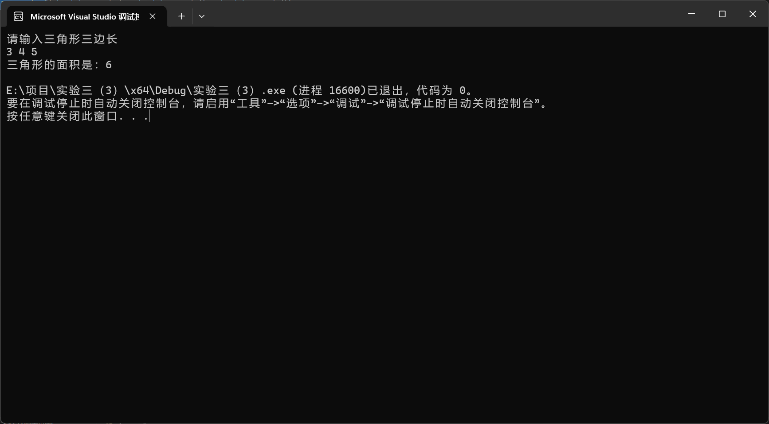 Microsoft Visual Studio 调试
请输入三角形三边长
3 4 5
三角形的面积是：6
E:\项目\实验三（3）\x64\Debug\实验三（3）.exe (进程 16600)已退出，代码为 0。
要在调试停止时自动关闭控制台，请启用“工具”->“选项”->“调试”->“调试停止时自动关闭控制台”。
按任意键关闭此窗口. . .